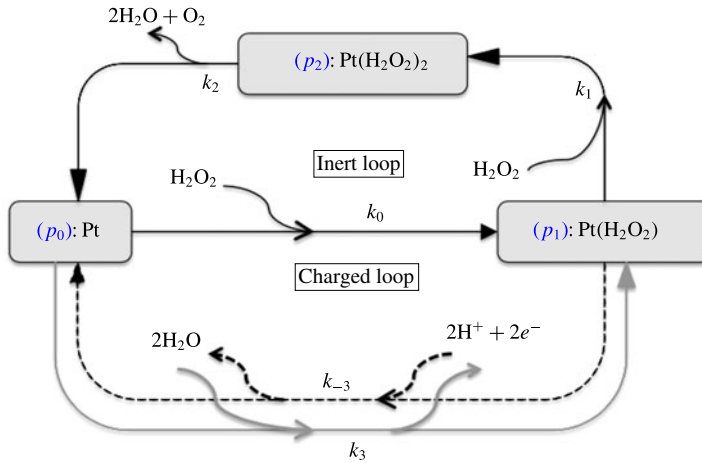 2H₂O + O₂
(p₂): Pt(H₂O₂)₂
k₂
k₁
Inert loop
H₂O₂
H₂O₂
k₀
(p₀): Pt
(p₁): Pt(H₂O₂)
Charged loop
2H₂O
2H⁺ + 2e⁻
k₋₃
k₃